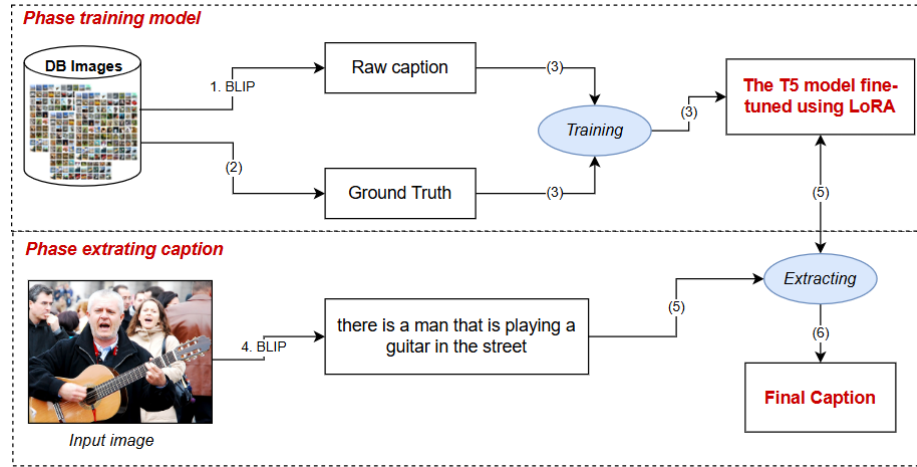 Phase training model
DB Images
1. BLIP
Raw caption
(3)
Training
(3)
The T5 model fine-
tuned using LoRA
(2)
Ground Truth
(3)
(5)
Phase extrating caption
4. BLIP
there is a man that is playing a
guitar in the street
(5)
Extracting
(6)
Final Caption
Input image